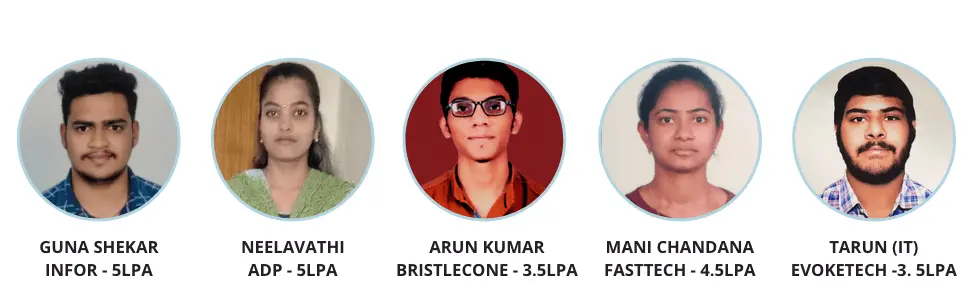 GUNA SHEKAR
INFOR - 5LPA
NEELAVATHI
ADP - 5LPA
ARUN KUMAR
BRISTLECONE - 3.5LPA
MANI CHANDANA
FASTTECH - 4.5LPA
TARUN (IT)
EVOKETECH -3. 5LPA